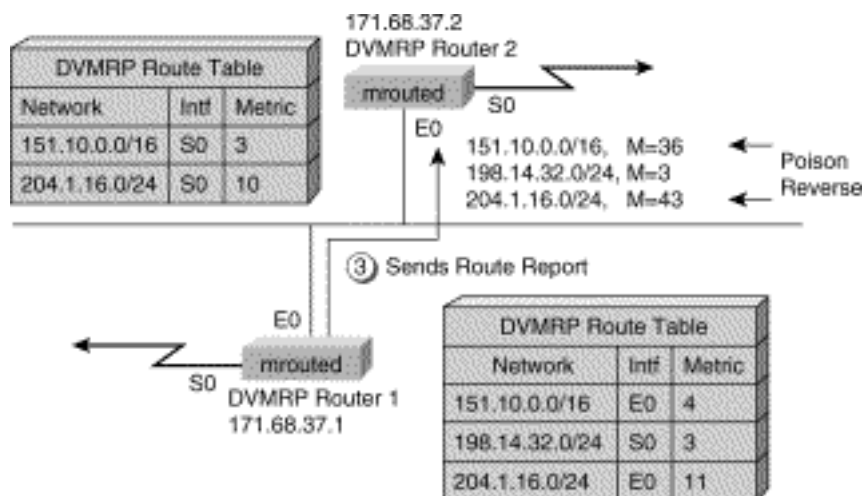 171.68.37.2
DVMRP Router 2
DVMRP Route Table
Network Intf Metric
151.10.0.0/16 S0 3
204.1.16.0/24 S0 10
mrouted
S0
E0
151.10.0.0/16, M=36
198.14.32.0/24, M=3
204.1.16.0/24, M=43
Poison
Reverse
3 Sends Route Report
E0
mrouted
S0
DVMRP Router 1
171.68.37.1
DVMRP Route Table
Network Intf Metric
151.10.0.0/16 E0 4
198.14.32.0/24 S0 3
204.1.16.0/24 E0 11